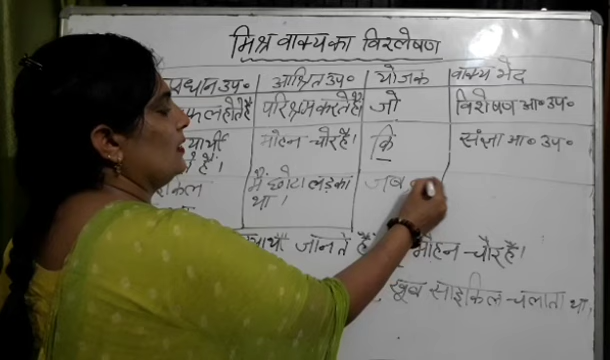 मिश्र वाक्य का विश्लेषण
प्रधान उप० आश्रित उप० योजक वाक्य भेद
होते हैं परिश्रम करते हैं जो विशेषण आ० उप०
मोहन चोर है। कि संज्ञा आ० उप०
हैं।
मैं छोटा लड़का जब
था।
जानते हैं मोहन चोर है।
खूब साइकिल चलाता था।